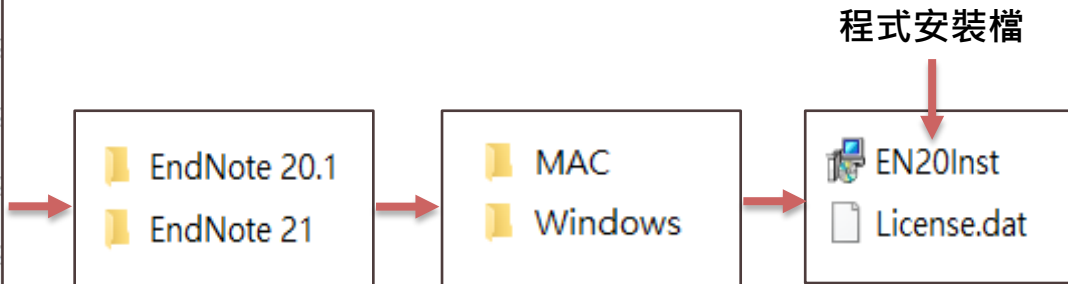 程式安裝檔
EndNote 20.1
EndNote 21
MAC
Windows
EN20Inst
License.dat